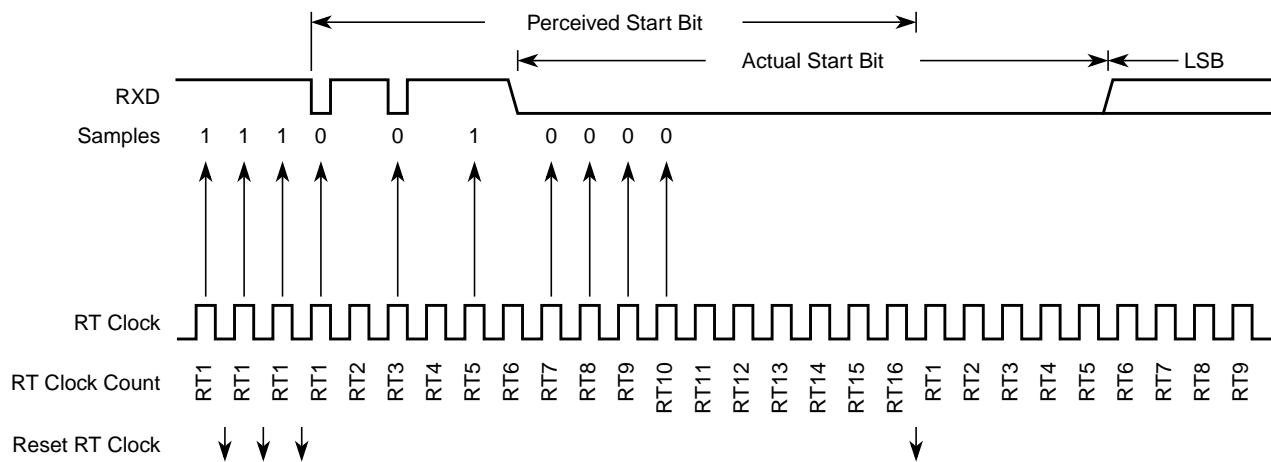 Perceived Start Bit
Actual Start Bit LSB
RXD
Samples 1 1 1 0 0 1 0 0 0 0
RT Clock
RT Clock Count RT1 RT1 RT1 RT1 RT2 RT3 RT4 RT5 RT6 RT7 RT8 RT9 RT10 RT11 RT12 RT13 RT14 RT15 RT16 RT1 RT2 RT3 RT4 RT5 RT6 RT7 RT8 RT9
Reset RT Clock